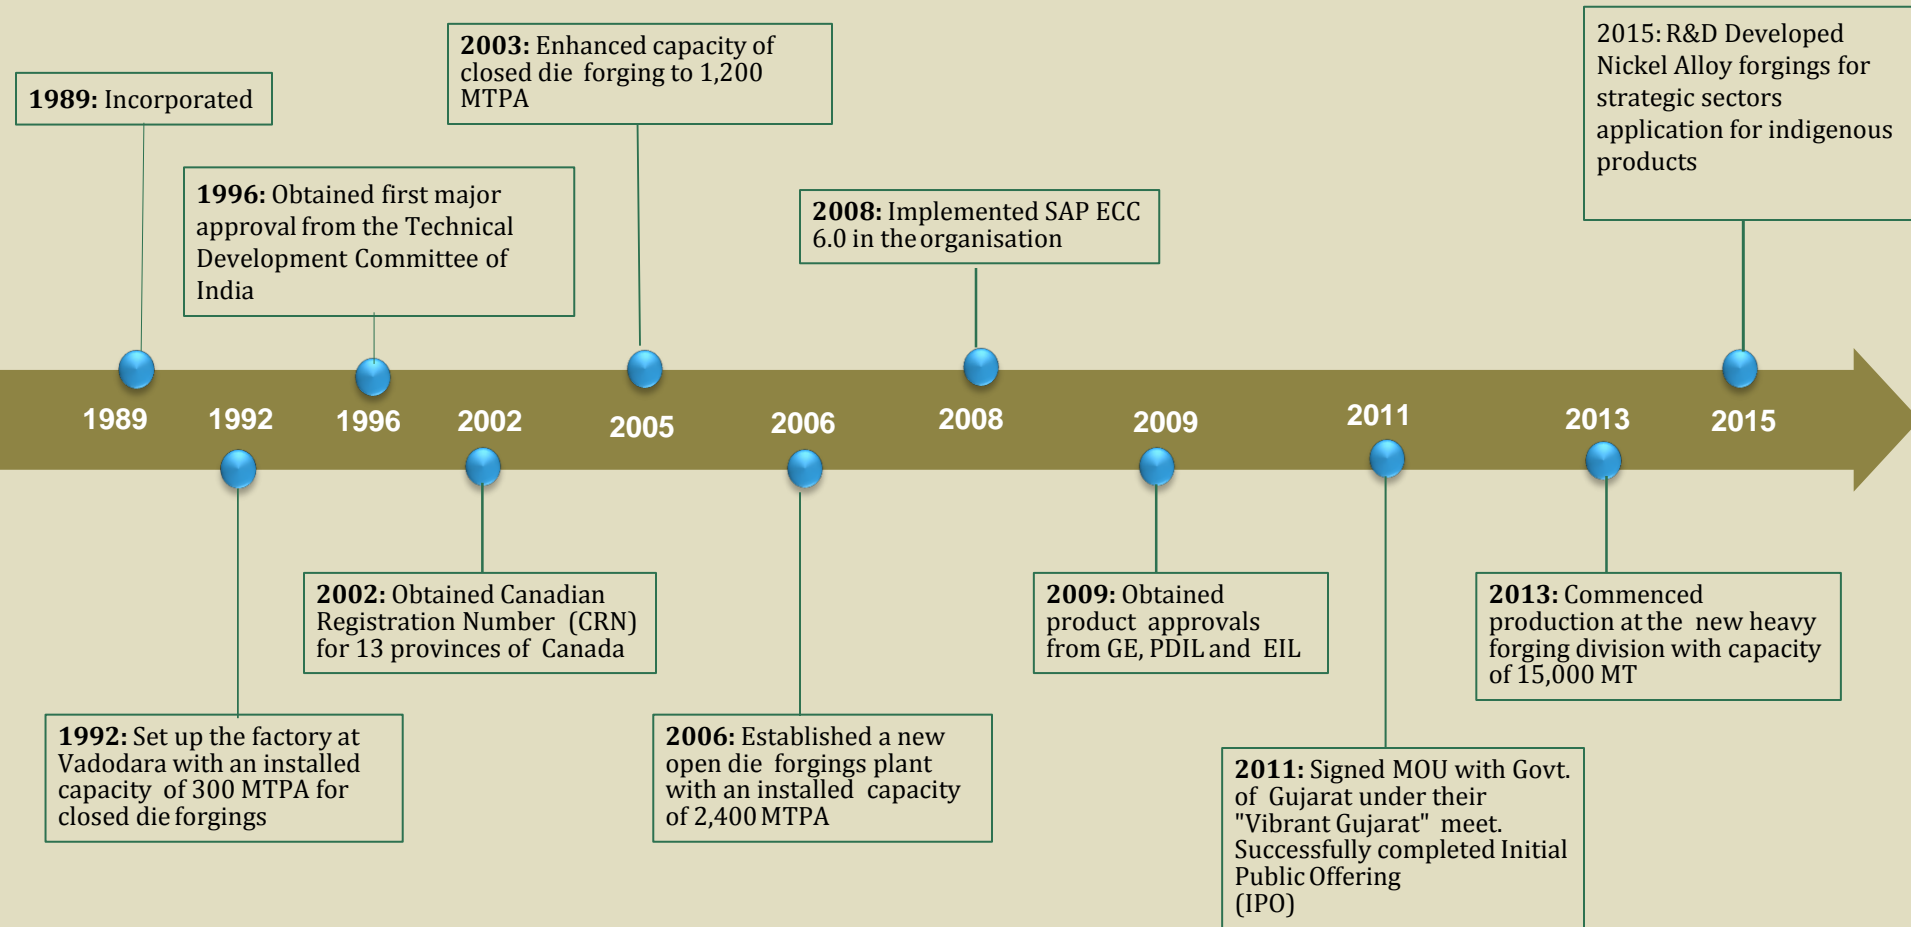 1989: Incorporated
1996: Obtained first major
approval from the Technical
Development Committee of
India
2003: Enhanced capacity of
closed die forging to 1,200
MTPA
2008: Implemented SAP ECC
6.0 in the organisation
2015: R&D Developed
Nickel Alloy forgings for
strategic sectors
application for indigenous
products
1989 1992 1996 2002 2005 2006 2008 2009 2011 2013 2015
1992: Set up the factory at
Vadodara with an installed
capacity of 300 MTPA for
closed die forgings
2002: Obtained Canadian
Registration Number (CRN)
for 13 provinces of Canada
2006: Established a new
open die forgings plant
with an installed capacity
of 2,400 MTPA
2009: Obtained
product approvals
from GE, PDIL and EIL
2011: Signed MOU with Govt.
of Gujarat under their
"Vibrant Gujarat" meet.
Successfully completed Initial
Public Offering
(IPO)
2013: Commenced
production at the new heavy
forging division with capacity
of 15,000 MT